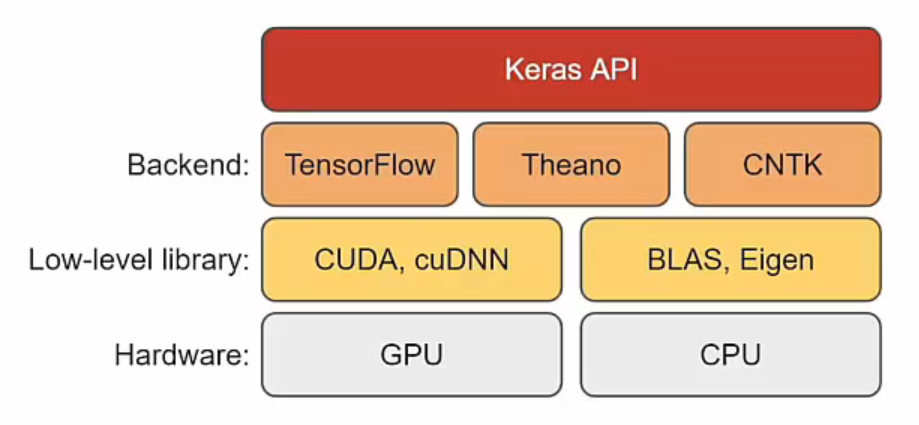 Keras API
Backend: TensorFlow Theano CNTK
Low-level library: CUDA, cuDNN BLAS, Eigen
Hardware: GPU CPU